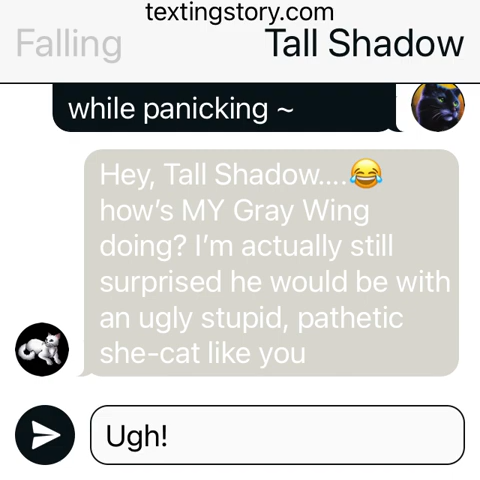 textingstory.com
Falling Tall Shadow
while panicking ~
Hey, Tall Shadow....😂
how's MY Gray Wing
doing? I'm actually still
surprised he would be with
an ugly stupid, pathetic
she-cat like you
Ugh!